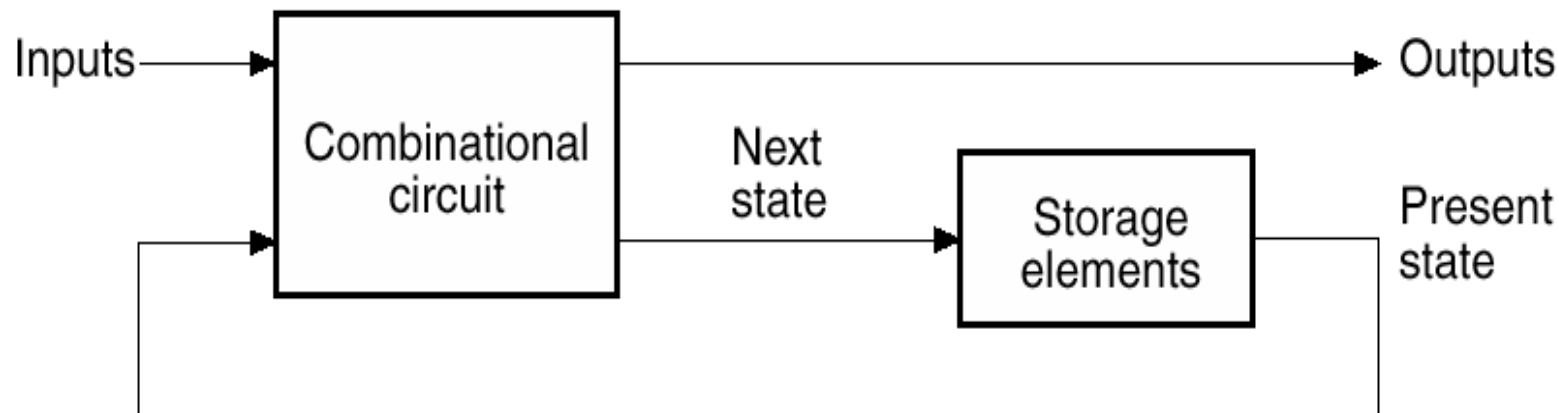 Inputs
Combinational
circuit
Next
state
Storage
elements
Outputs
Present
state